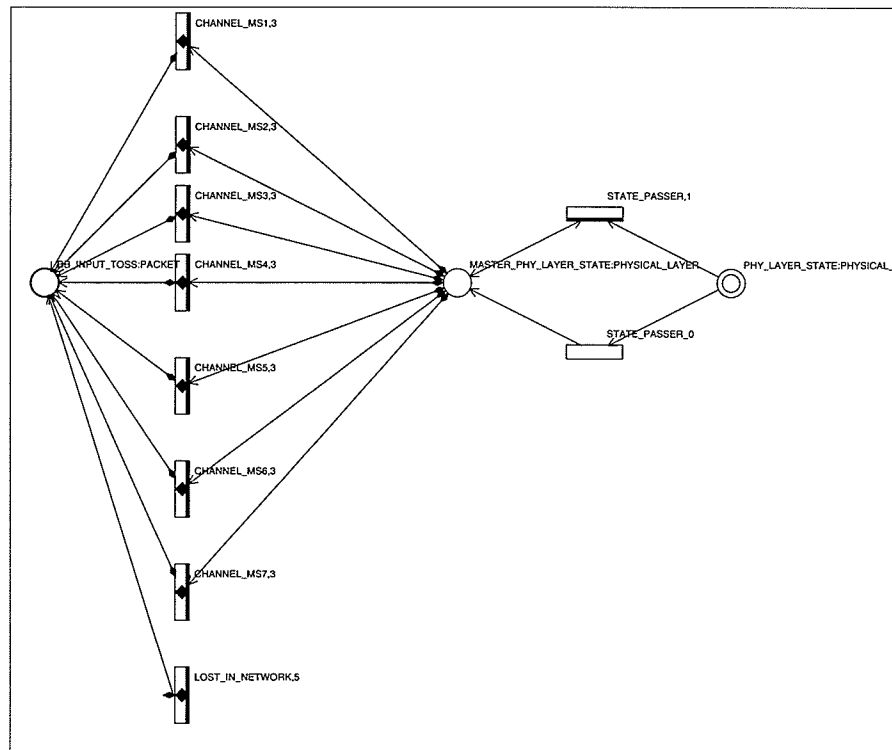 CHANNEL_MS1,3
CHANNEL_MS2,3
CHANNEL_MS3,3
STATE_PASSER,1
INPUT_TOSS:PACKET
CHANNEL_MS4,3
MASTER_PHY_LAYER_STATE:PHYSICAL_LAYER
PHY_LAYER_STATE:PHYSICAL_
STATE_PASSER_0
CHANNEL_MS5,3
CHANNEL_MS6,3
CHANNEL_MS7,3
LOST_IN_NETWORK,5